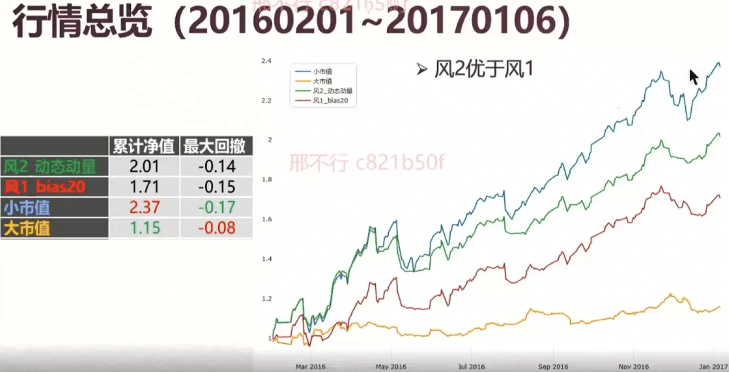 行情总览（20160201~20170106）
邢不行 c821b50f
风2优于风1
累计净值 最大回撤
风2 动态动量 2.01 -0.14
风1 bias20 1.71 -0.15
小市值 2.37 -0.17
大市值 1.15 -0.08
小市值
大市值
风2_动态动量
风1_bias20
邢不行 c821b50f
2.4
2.2
2
1.8
1.6
1.4
1.2
1
Mar 2016 May 2016 Jul 2016 Sep 2016 Nov 2016 Jan 2017